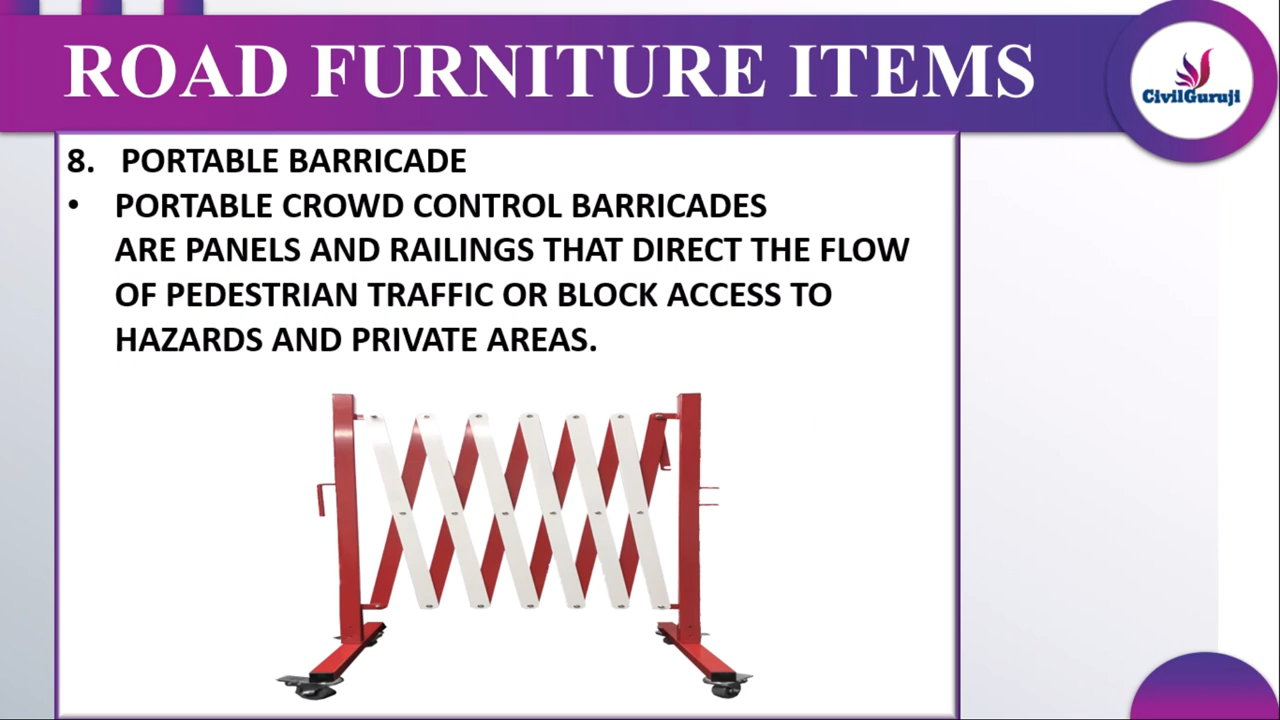 ROAD FURNITURE ITEMS
CivilGuruji
8. PORTABLE BARRICADE
• PORTABLE CROWD CONTROL BARRICADES
ARE PANELS AND RAILINGS THAT DIRECT THE FLOW
OF PEDESTRIAN TRAFFIC OR BLOCK ACCESS TO
HAZARDS AND PRIVATE AREAS.